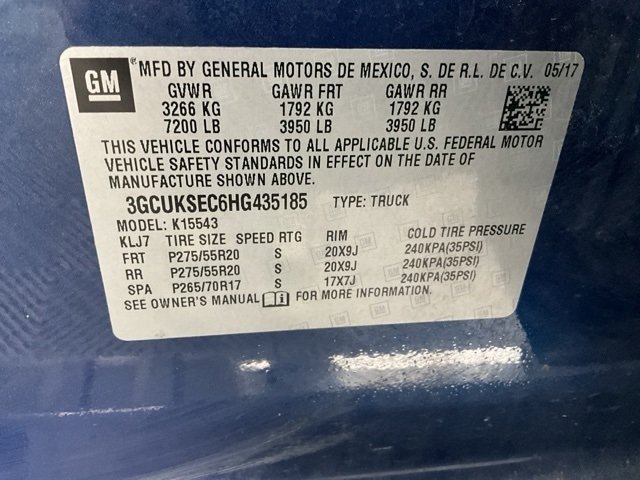 GM MFD BY GENERAL MOTORS DE MEXICO, S. DE R.L. DE C.V. 05/17
GVWR GAWR FRT GAWR RR
3266 KG 1792 KG 1792 KG
7200 LB 3950 LB 3950 LB
THIS VEHICLE CONFORMS TO ALL APPLICABLE U.S. FEDERAL MOTOR
VEHICLE SAFETY STANDARDS IN EFFECT ON THE DATE OF
MANUFACTURE SHOWN ABOVE.
3GCUKSEC6HG435185 TYPE: TRUCK
MODEL: K15543
KLJ7 TIRE SIZE SPEED RTG RIM COLD TIRE PRESSURE
FRT P275/55R20 S 20X9J 240KPA(35PSI)
RR P275/55R20 S 20X9J 240KPA(35PSI)
SPA P265/70R17 S 17X7J 240KPA(35PSI)
SEE OWNER'S MANUAL FOR MORE INFORMATION.